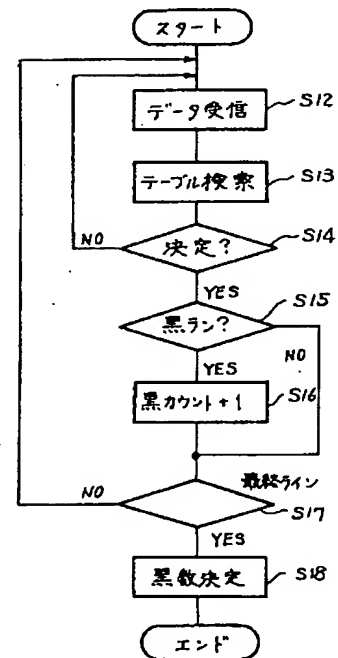 スタート
データ受信
S12
テーブル検索
S13
決定?
S14
NO
YES
黒ラン?
S15
NO
YES
黒カウント+1
S16
最終ライン
S17
NO
YES
黒数決定
S18
エンド